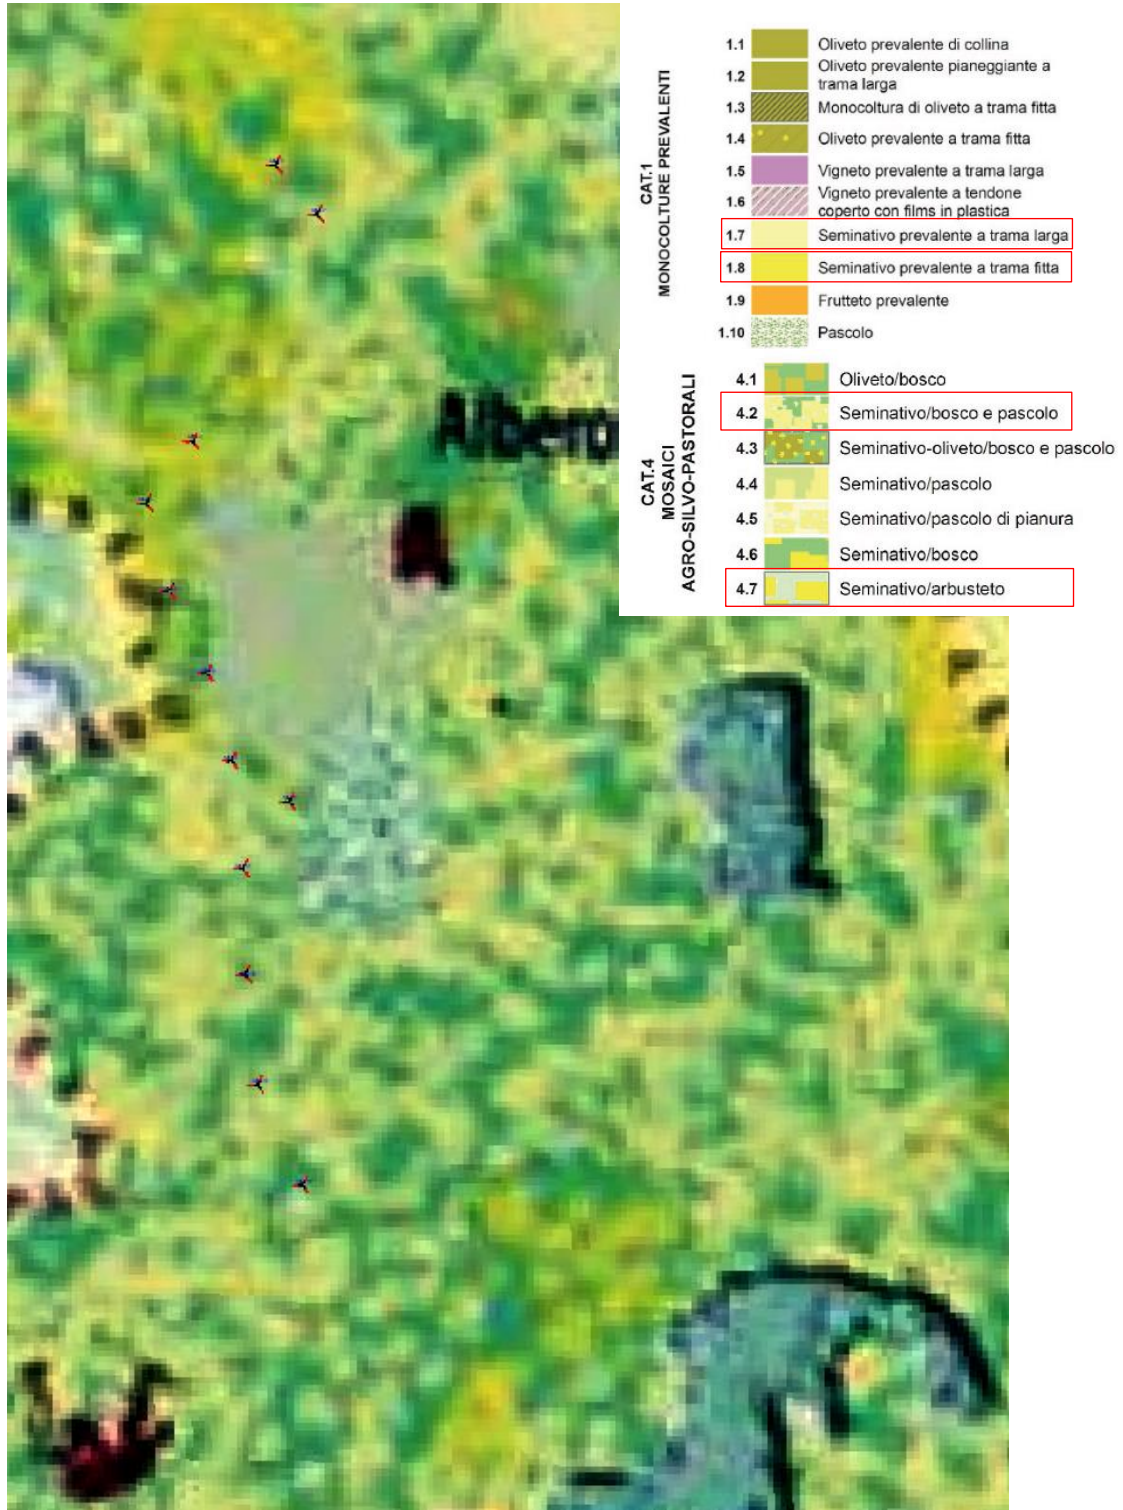 CAT.1
MONOCOLTURE PREVALENTI
1.1 Oliveto prevalente di collina
1.2 Oliveto prevalente pianeggiante a
trama larga
1.3 Monocoltura di oliveto a trama fitta
1.4 Oliveto prevalente a trama fitta
1.5 Vigneto prevalente a trama larga
1.6 Vigneto prevalente a tendone
coperto con films in plastica
1.7 Seminativo prevalente a trama larga
1.8 Seminativo prevalente a trama fitta
1.9 Frutteto prevalente
1.10 Pascolo
CAT.4
MOSAICI
AGRO-SILVO-PASTORALI
4.1 Oliveto/bosco
4.2 Seminativo/bosco e pascolo
4.3 Seminativo-oliveto/bosco e pascolo
4.4 Seminativo/pascolo
4.5 Seminativo/pascolo di pianura
4.6 Seminativo/bosco
4.7 Seminativo/arbusteto
Albero